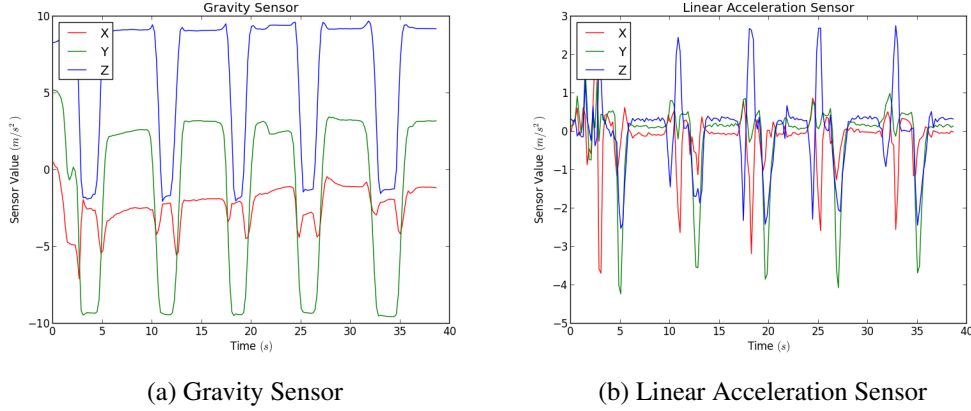 Gravity Sensor
X
Y
Z
Sensor Value (m/s²)
10
5
0
−5
−10
0
5
10
15
20
25
30
35
40
Time (s)
(a) Gravity Sensor
Linear Acceleration Sensor
X
Y
Z
Sensor Value (m/s²)
3
2
1
0
−1
−2
−3
−4
−5
0
5
10
15
20
25
30
35
40
Time (s)
(b) Linear Acceleration Sensor